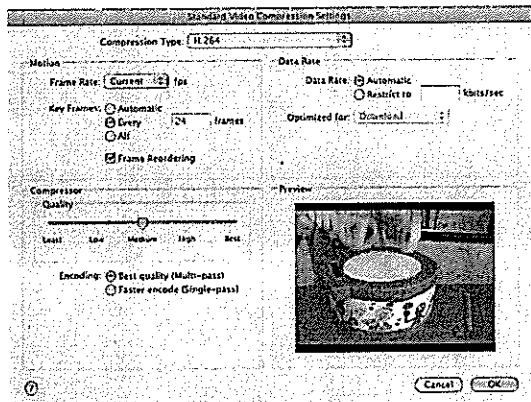 Standard Video Compression Settings
Compression Type: H.264
Motion
Frame Rate: Current fps
Key Frames: Automatic
Every 24 frames
All
Frame Reordering
Data Rate
Data Rate: Automatic
Restrict to kbits/sec
Optimized for: Download
Compressor
Quality
Least Low Medium High Best
Encoding: Best quality (Multi-pass)
Faster encode (Single-pass)
Preview
?
Cancel OK